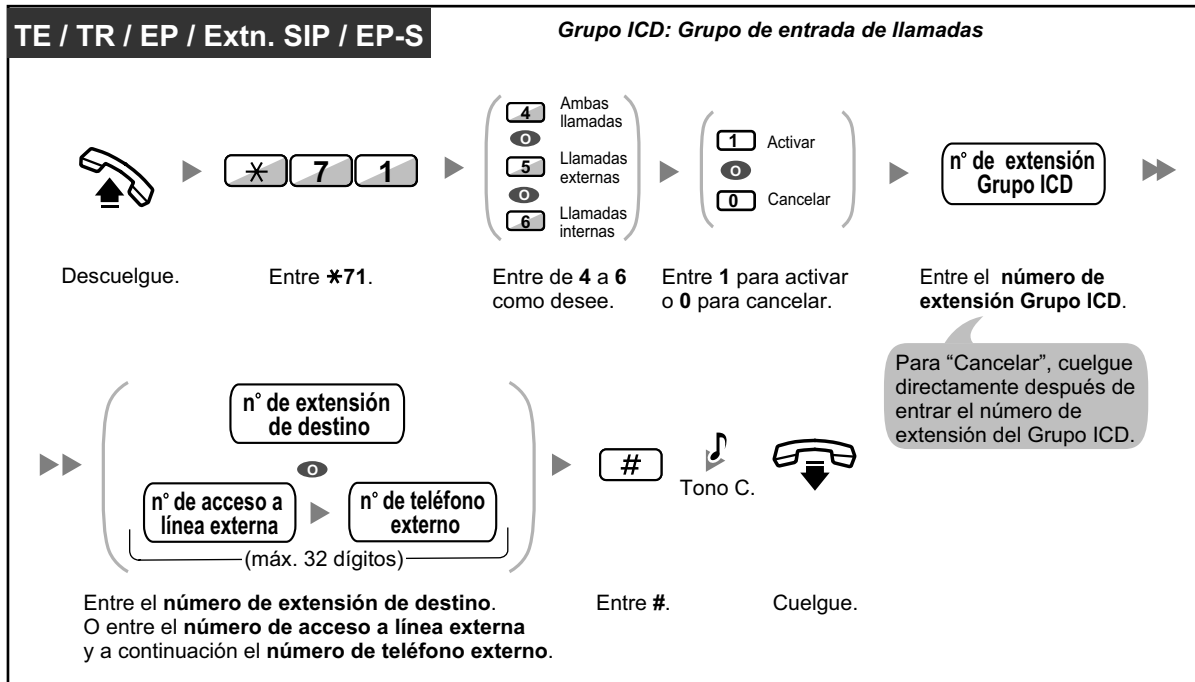 TE / TR / EP / Extn. SIP / EP-S
Grupo ICD: Grupo de entrada de llamadas
✱ 7 1
4 Ambas
llamadas
O
5 Llamadas
externas
O
6 Llamadas
internas
1 Activar
O
0 Cancelar
n° de extensión
Grupo ICD
Descuelgue.
Entre ✱71.
Entre de 4 a 6
como desee.
Entre 1 para activar
o 0 para cancelar.
Entre el número de
extensión Grupo ICD.
Para “Cancelar”, cuelgue
directamente después de
entrar el número de
extensión del Grupo ICD.
n° de extensión
de destino
O
n° de acceso a
línea externa
n° de teléfono
externo
(máx. 32 dígitos)
#
Tono C.
Entre el número de extensión de destino.
O entre el número de acceso a línea externa
y a continuación el número de teléfono externo.
Entre #.
Cuelgue.